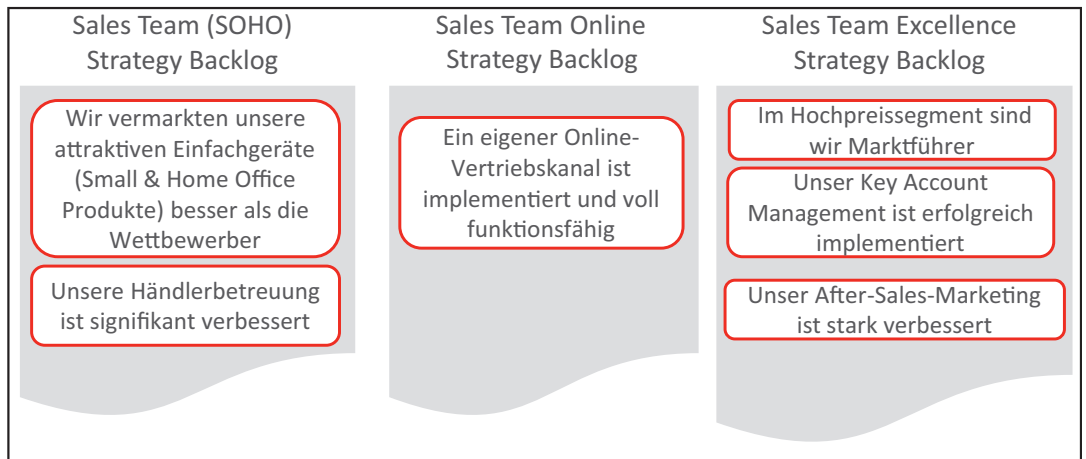 Sales Team (SOHO)
Strategy Backlog
Wir vermarkten unsere
attraktiven Einfachgeräte
(Small & Home Office
Produkte) besser als die
Wettbewerber
Unsere Händlerbetreuung
ist signifikant verbessert
Sales Team Online
Strategy Backlog
Ein eigener Online-
Vertriebskanal ist
implementiert und voll
funktionsfähig
Sales Team Excellence
Strategy Backlog
Im Hochpreissegment sind
wir Marktführer
Unser Key Account
Management ist erfolgreich
implementiert
Unser After-Sales-Marketing
ist stark verbessert